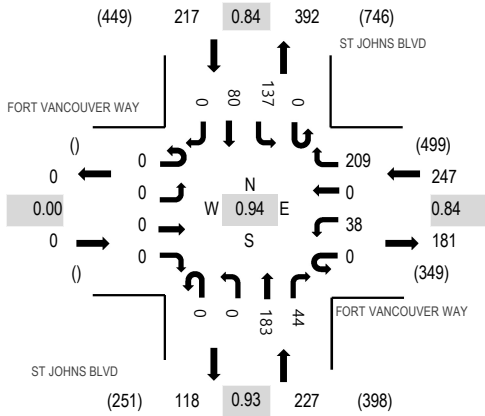 (449) 217 0.84 392 (746)
ST JOHNS BLVD
FORT VANCOUVER WAY
0 80 137 0
() 0 209 (499)
0 0 0 247
0.00 0 W N 0.94 E S 38 0.84
0 0 0 181
() (349)
0 0 183 44
FORT VANCOUVER WAY
ST JOHNS BLVD
(251) 118 0.93 227 (398)